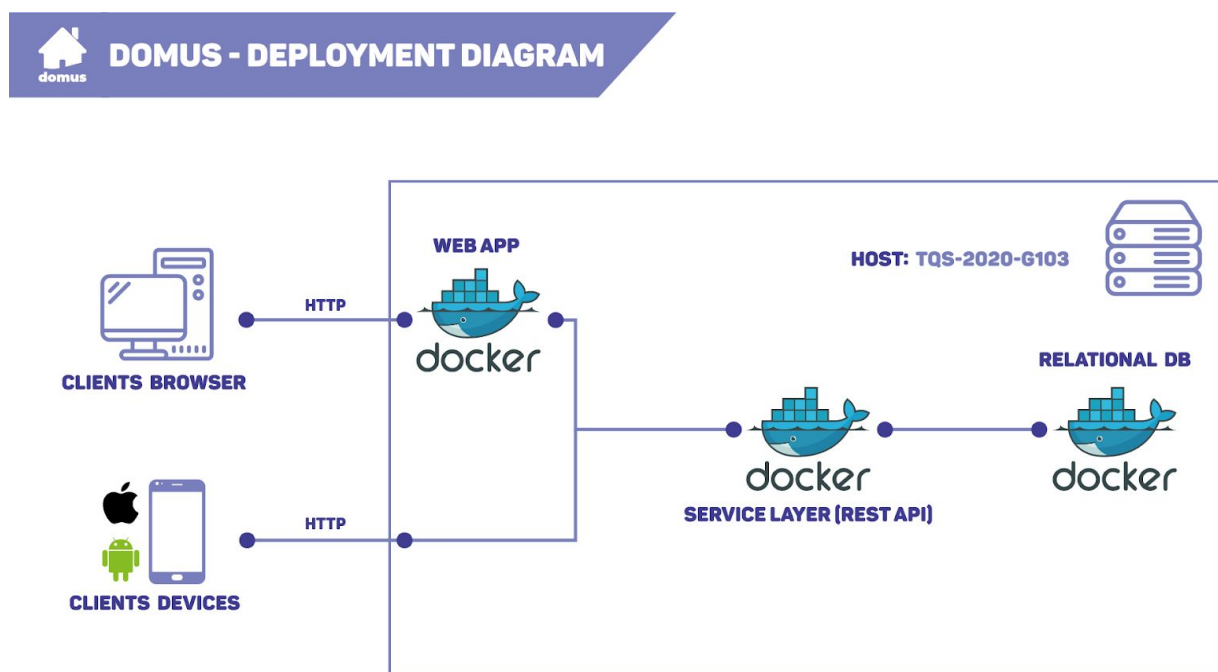 domus
DOMUS - DEPLOYMENT DIAGRAM
WEB APP
HOST: TQS-2020-G103
HTTP
docker
CLIENTS BROWSER
RELATIONAL DB
docker
docker
SERVICE LAYER (REST API)
HTTP
CLIENTS DEVICES